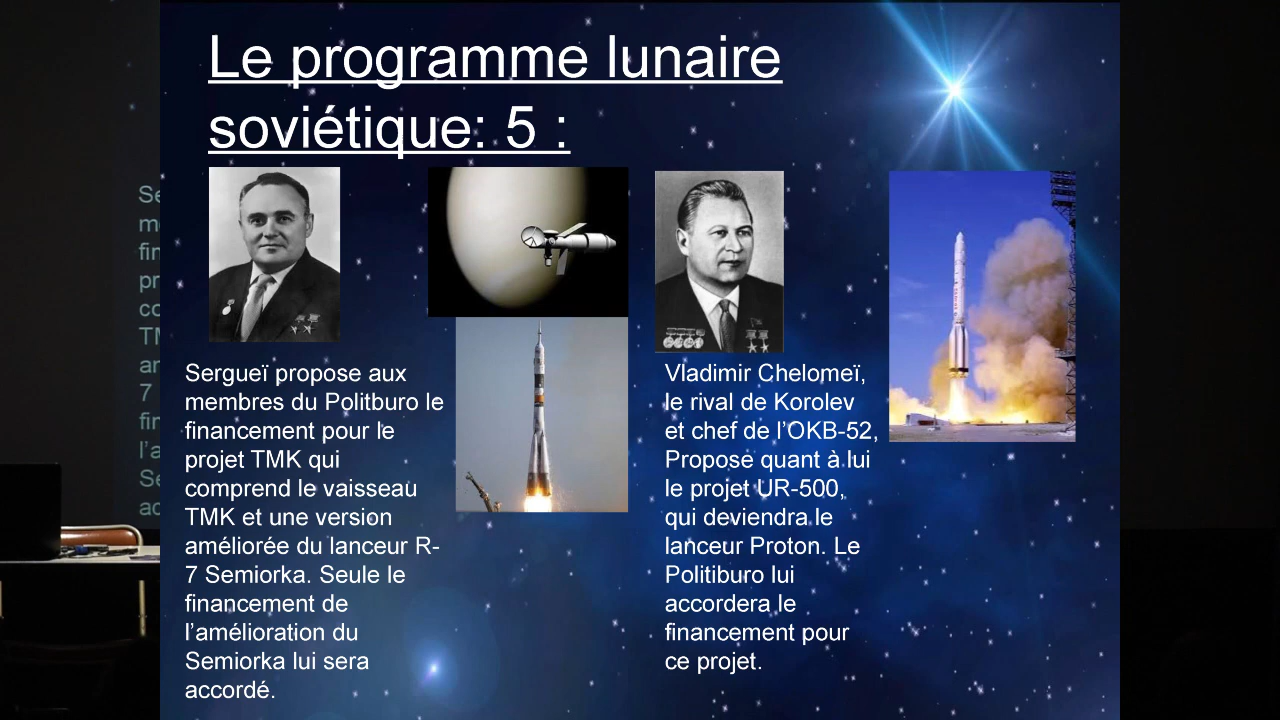 Le programme lunaire
soviétique: 5 :
Sergueï propose aux
membres du Politburo le
financement pour le
projet TMK qui
comprend le vaisseau
TMK et une version
améliorée du lanceur R-
7 Semiorka. Seule le
financement de
l’amélioration du
Semiorka lui sera
accordé.
Vladimir Chelomeï,
le rival de Korolev
et chef de l’OKB-52,
Propose quant à lui
le projet UR-500,
qui deviendra le
lanceur Proton. Le
Politiburo lui
accordera le
financement pour
ce projet.